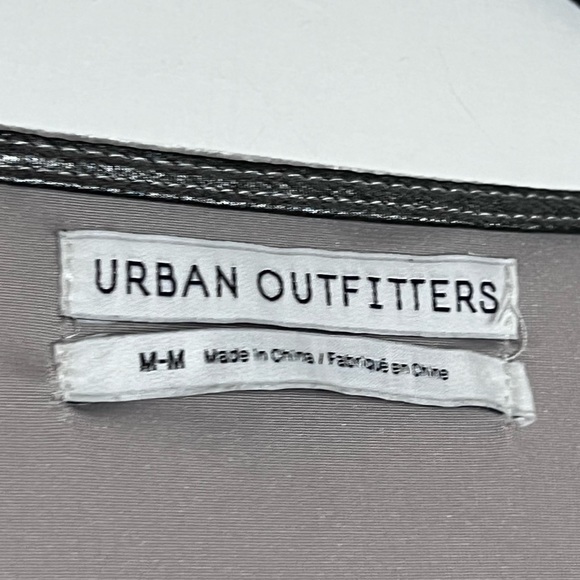 URBAN OUTFITTERS
M-M Made in China / Fabriqué en Chine